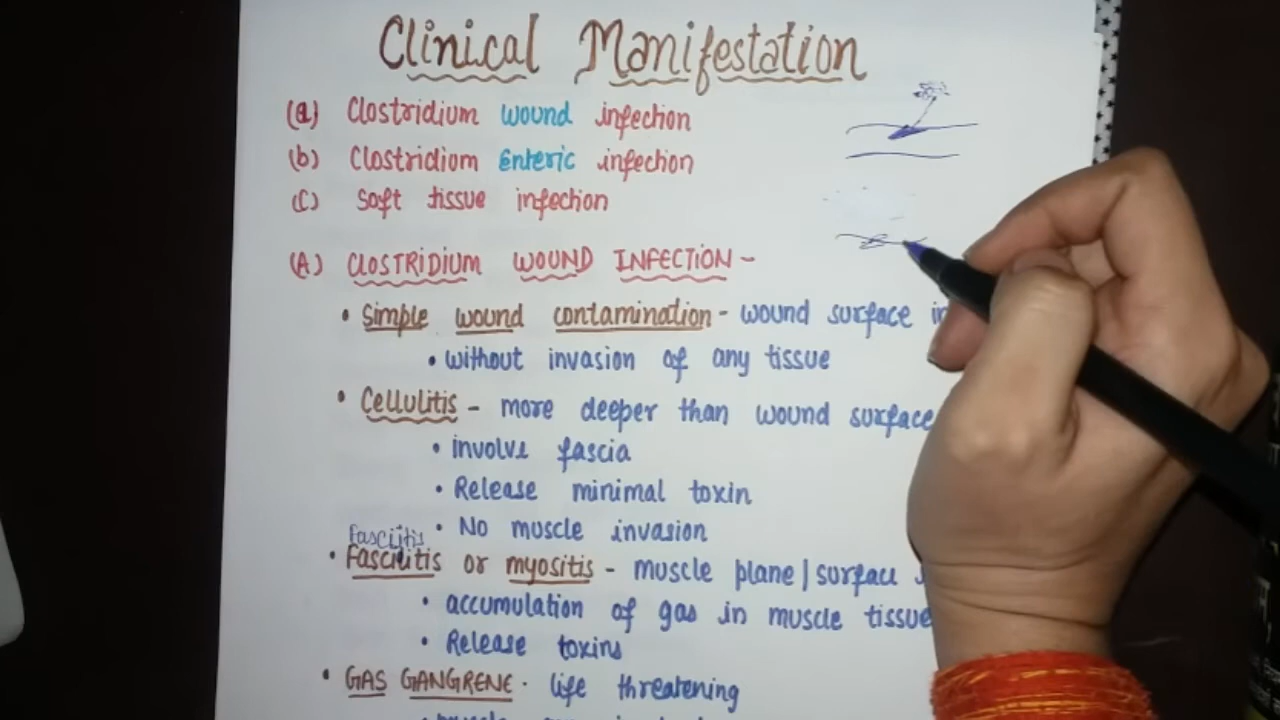 Clinical Manifestation
(a) Clostridium wound infection
(b) Clostridium Enteric infection
(c) Soft tissue infection
(A) CLOSTRIDIUM WOUND INFECTION -
• Simple wound contamination - wound surface
• without invasion of any tissue
• Cellulitis - more deeper than wound surface
• involve fascia
• Release minimal toxin
• No muscle invasion
Fasciitis
• Fasciitis or myositis - muscle plane/surface
• accumulation of gas in muscle tissue
• Release toxins
• GAS GANGRENE - life threatening